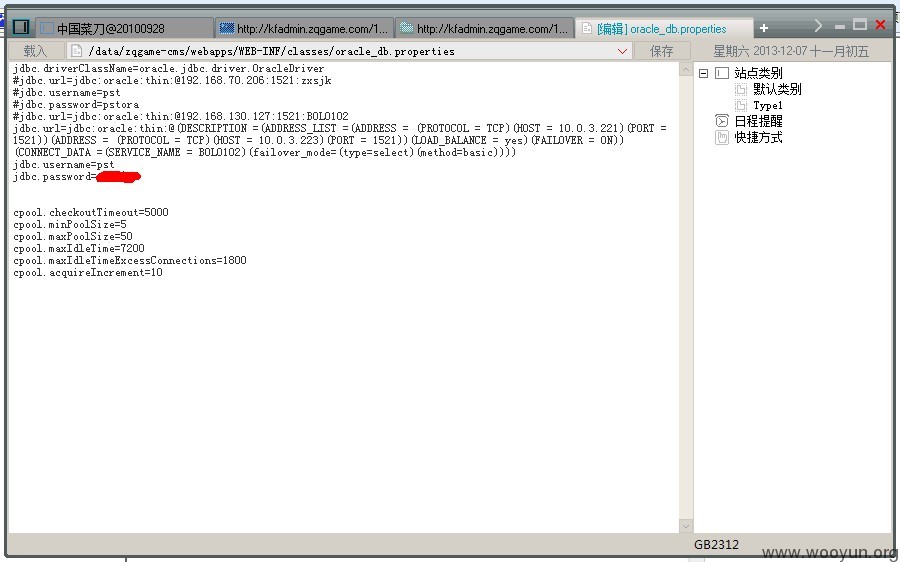 中国菜刀@20100928
http://kfadmin.zqgame.com/1...
http://kfadmin.zqgame.com/1...
[编辑] oracle_db.properties
载入
/data/zqgame-cms/webapps/WEB-INF/classes/oracle_db.properties
保存
星期六 2013-12-07 十一月初五
jdbc.driverClassName=oracle.jdbc.driver.OracleDriver
#jdbc.url=jdbc:oracle:thin:@192.168.70.206:1521:zxsjk
#jdbc.username=pst
#jdbc.password=pstora
#jdbc.url=jdbc:oracle:thin:@192.168.130.127:1521:BOLO102
jdbc.url=jdbc:oracle:thin:@(DESCRIPTION =(ADDRESS_LIST =(ADDRESS = (PROTOCOL = TCP)(HOST = 10.0.3.221)(PORT =
1521))(ADDRESS = (PROTOCOL = TCP)(HOST = 10.0.3.223)(PORT = 1521))(LOAD_BALANCE = yes)(FAILOVER = ON))
(CONNECT_DATA =(SERVICE_NAME = BOLO102)(failover_mode=(type=select)(method=basic))))
jdbc.username=pst
jdbc.password=
cpool.checkoutTimeout=5000
cpool.minPoolSize=5
cpool.maxPoolSize=50
cpool.maxIdleTime=7200
cpool.maxIdleTimeExcessConnections=1800
cpool.acquireIncrement=10
站点类别
默认类别
Type1
日程提醒
快捷方式
GB2312
www.wooyun.org